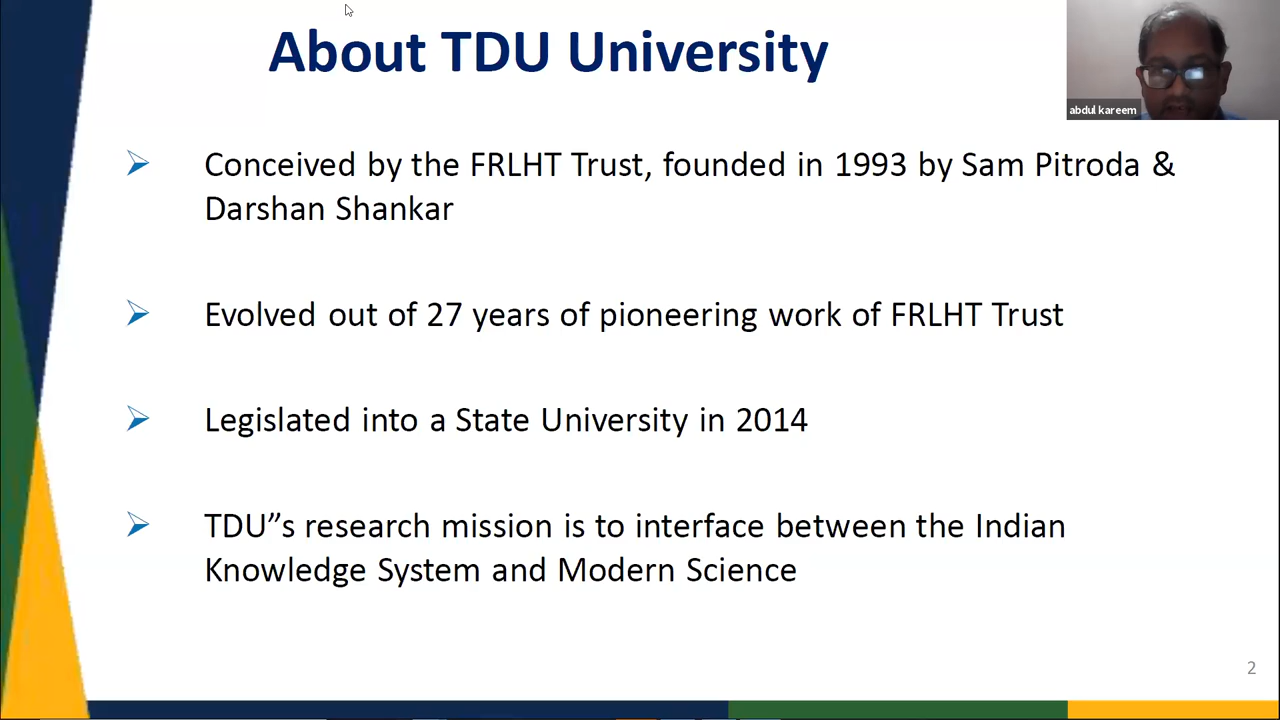 About TDU University
abdul kareem
Conceived by the FRLHT Trust, founded in 1993 by Sam Pitroda &
Darshan Shankar
Evolved out of 27 years of pioneering work of FRLHT Trust
Legislated into a State University in 2014
TDU”s research mission is to interface between the Indian
Knowledge System and Modern Science
2